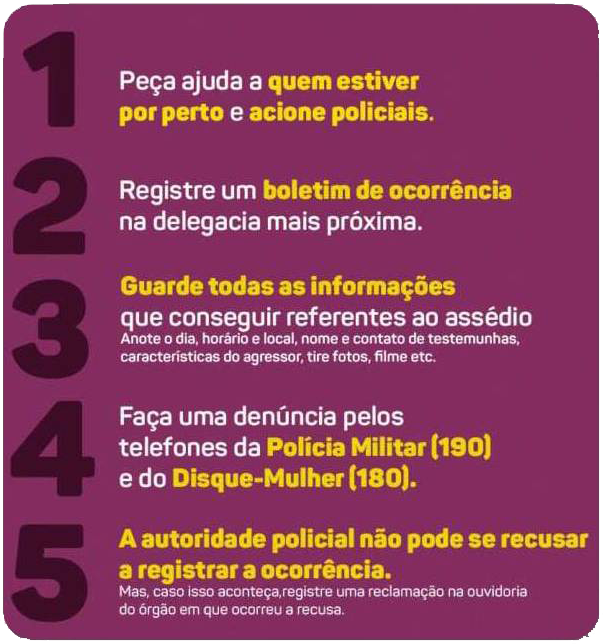 1
Peça ajuda a quem estiver
por perto e acione policiais.
2
Registre um boletim de ocorrência
na delegacia mais próxima.
3
Guarde todas as informações
que conseguir referentes ao assédio
Anote o dia, horário e local, nome e contato de testemunhas,
características do agressor, tire fotos, filme etc.
4
Faça uma denúncia pelos
telefones da Polícia Militar (190)
e do Disque-Mulher (180).
5
A autoridade policial não pode se recusar
a registrar a ocorrência.
Mas, caso isso aconteça,registre uma reclamação na ouvidoria
do órgão em que ocorreu a recusa.